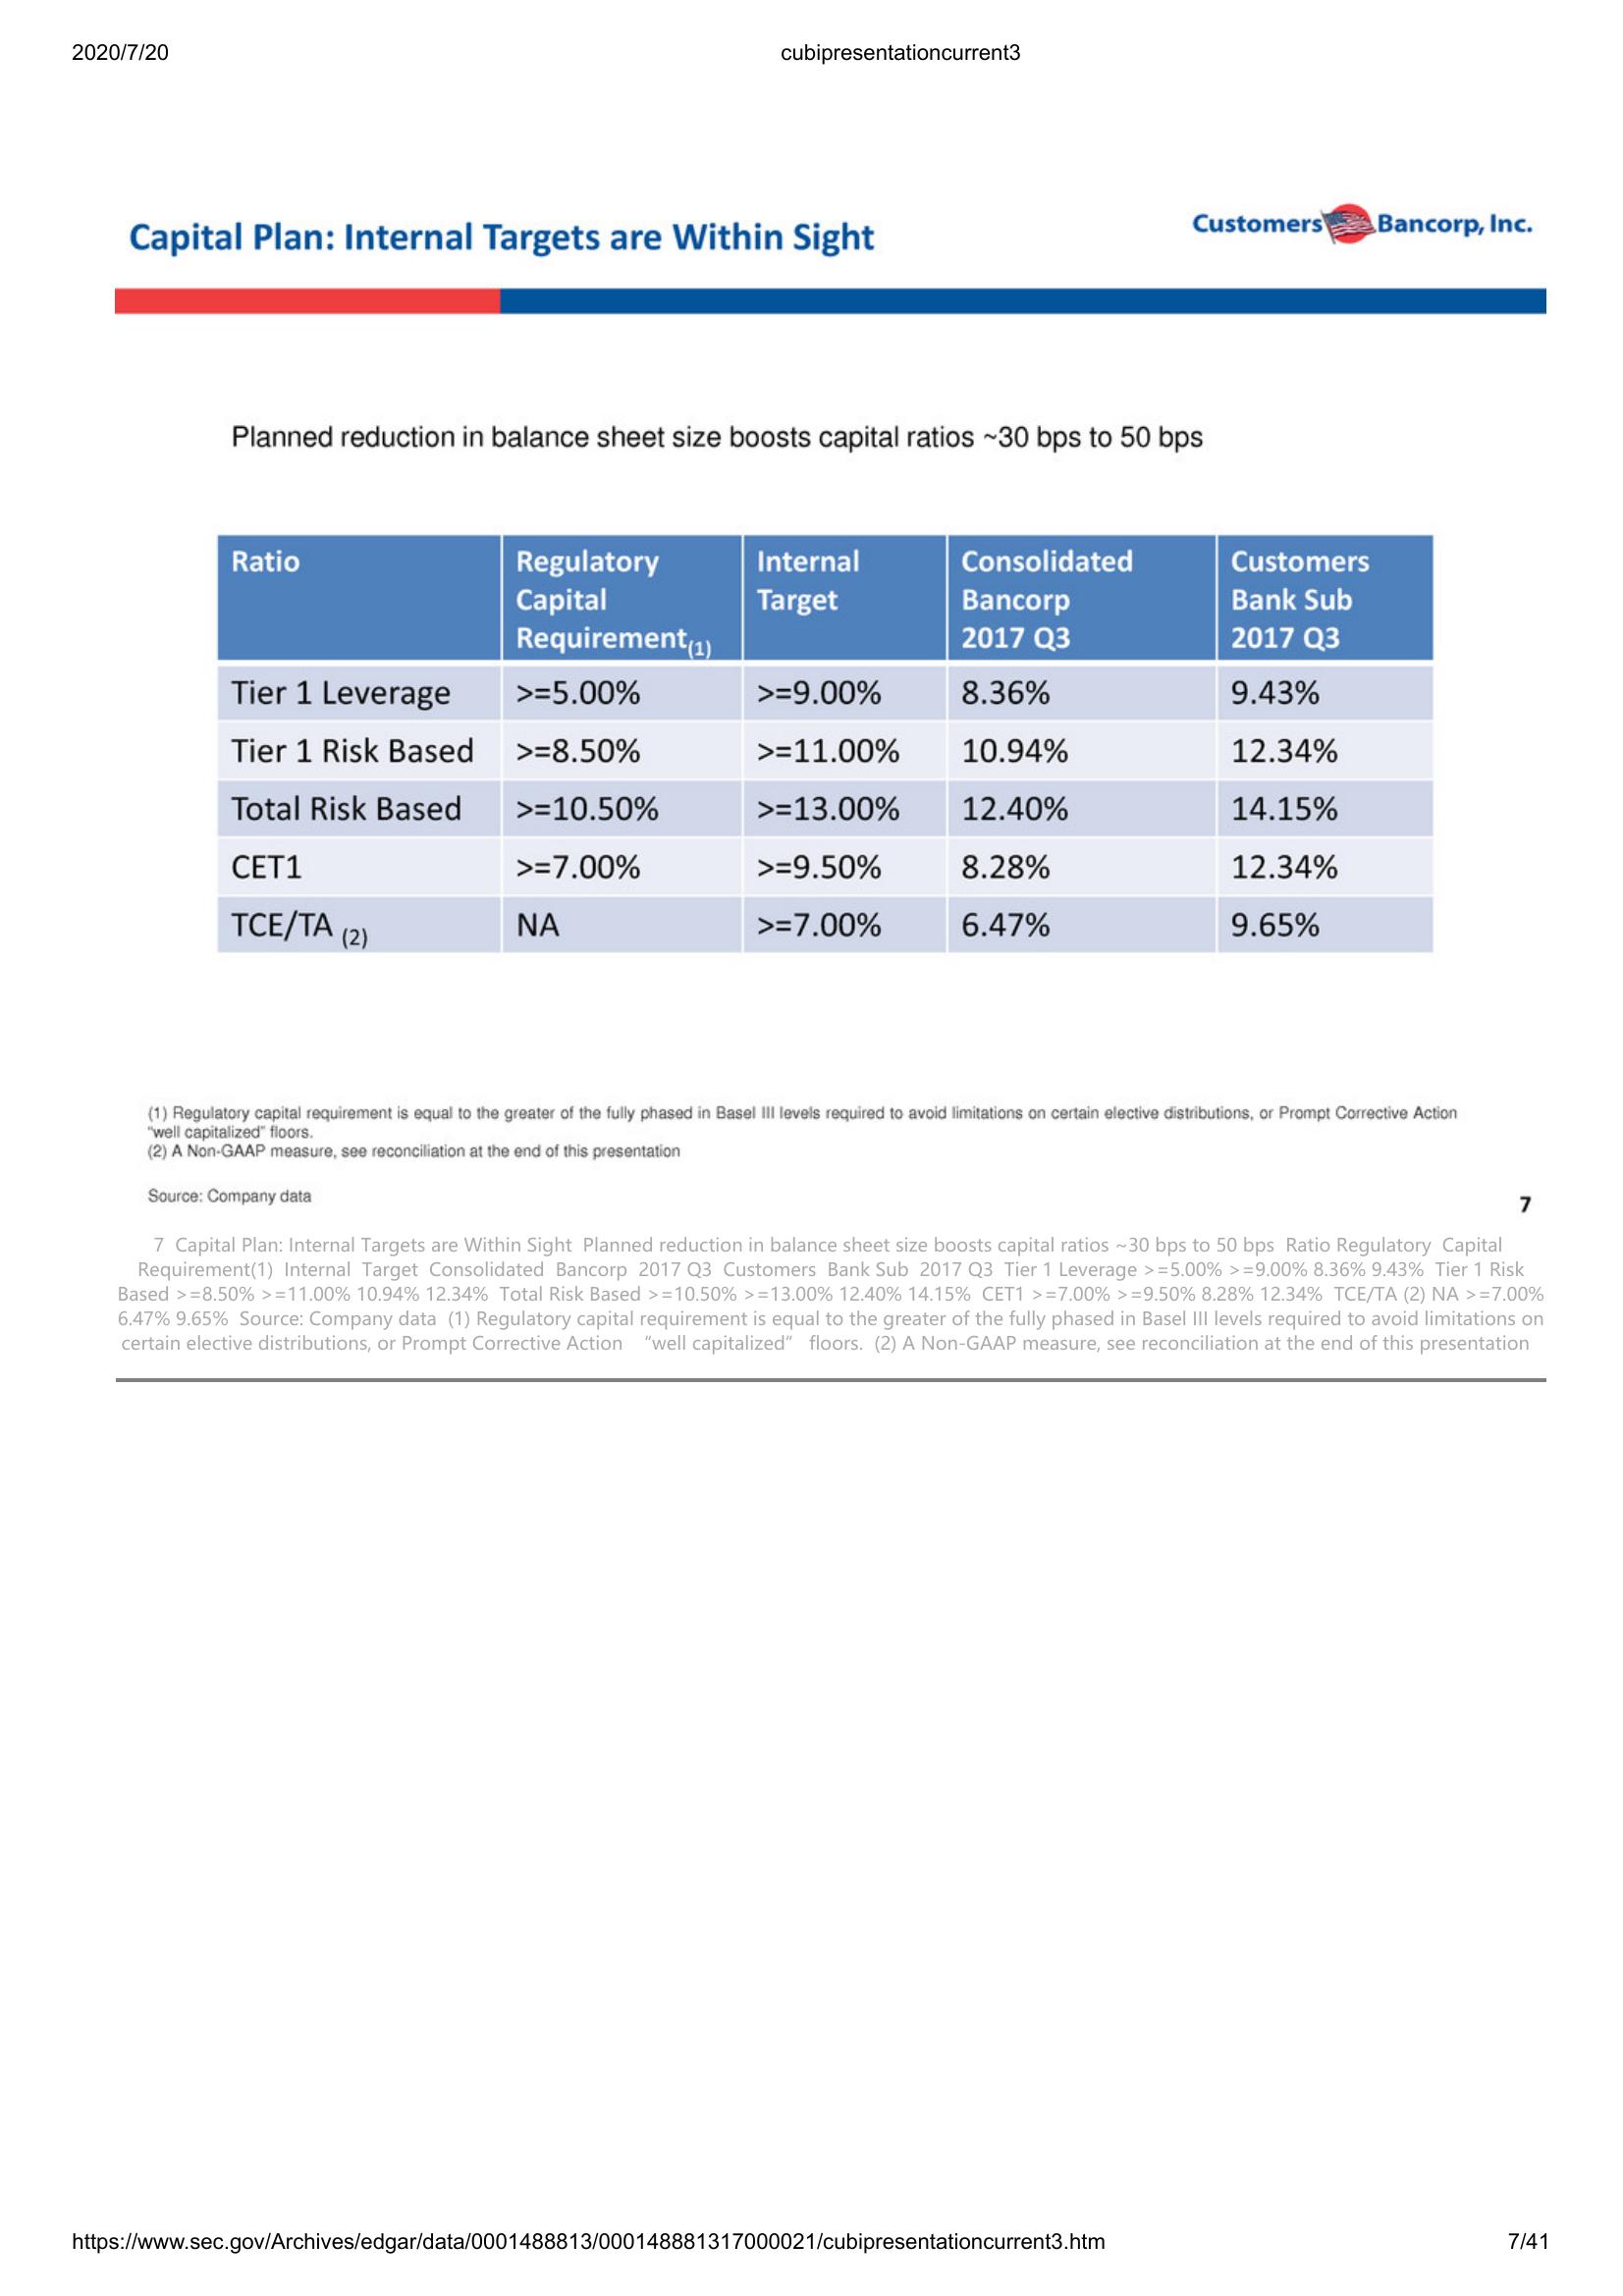 2020/7/20 cubipresentationcurrent3
Capital Plan: Internal Targets are Within Sight
Customers Bancorp, Inc.
Planned reduction in balance sheet size boosts capital ratios ~30 bps to 50 bps
Ratio Regulatory Capital Requirement(1) Internal Target Consolidated Bancorp 2017 Q3 Customers Bank Sub 2017 Q3
Tier 1 Leverage >=5.00% >=9.00% 8.36% 9.43%
Tier 1 Risk Based >=8.50% >=11.00% 10.94% 12.34%
Total Risk Based >=10.50% >=13.00% 12.40% 14.15%
CET1 >=7.00% >=9.50% 8.28% 12.34%
TCE/TA (2) NA >=7.00% 6.47% 9.65%
(1) Regulatory capital requirement is equal to the greater of the fully phased in Basel III levels required to avoid limitations on certain elective distributions, or Prompt Corrective Action
"well capitalized" floors.
(2) A Non-GAAP measure, see reconciliation at the end of this presentation
Source: Company data
7
7 Capital Plan: Internal Targets are Within Sight Planned reduction in balance sheet size boosts capital ratios ~30 bps to 50 bps Ratio Regulatory Capital
Requirement(1) Internal Target Consolidated Bancorp 2017 Q3 Customers Bank Sub 2017 Q3 Tier 1 Leverage >=5.00% >=9.00% 8.36% 9.43% Tier 1 Risk
Based >=8.50% >=11.00% 10.94% 12.34% Total Risk Based >=10.50% >=13.00% 12.40% 14.15% CET1 >=7.00% >=9.50% 8.28% 12.34% TCE/TA (2) NA >=7.00%
6.47% 9.65% Source: Company data (1) Regulatory capital requirement is equal to the greater of the fully phased in Basel III levels required to avoid limitations on
certain elective distributions, or Prompt Corrective Action “well capitalized” floors. (2) A Non-GAAP measure, see reconciliation at the end of this presentation
https://www.sec.gov/Archives/edgar/data/0001488813/000148881317000021/cubipresentationcurrent3.htm 7/41